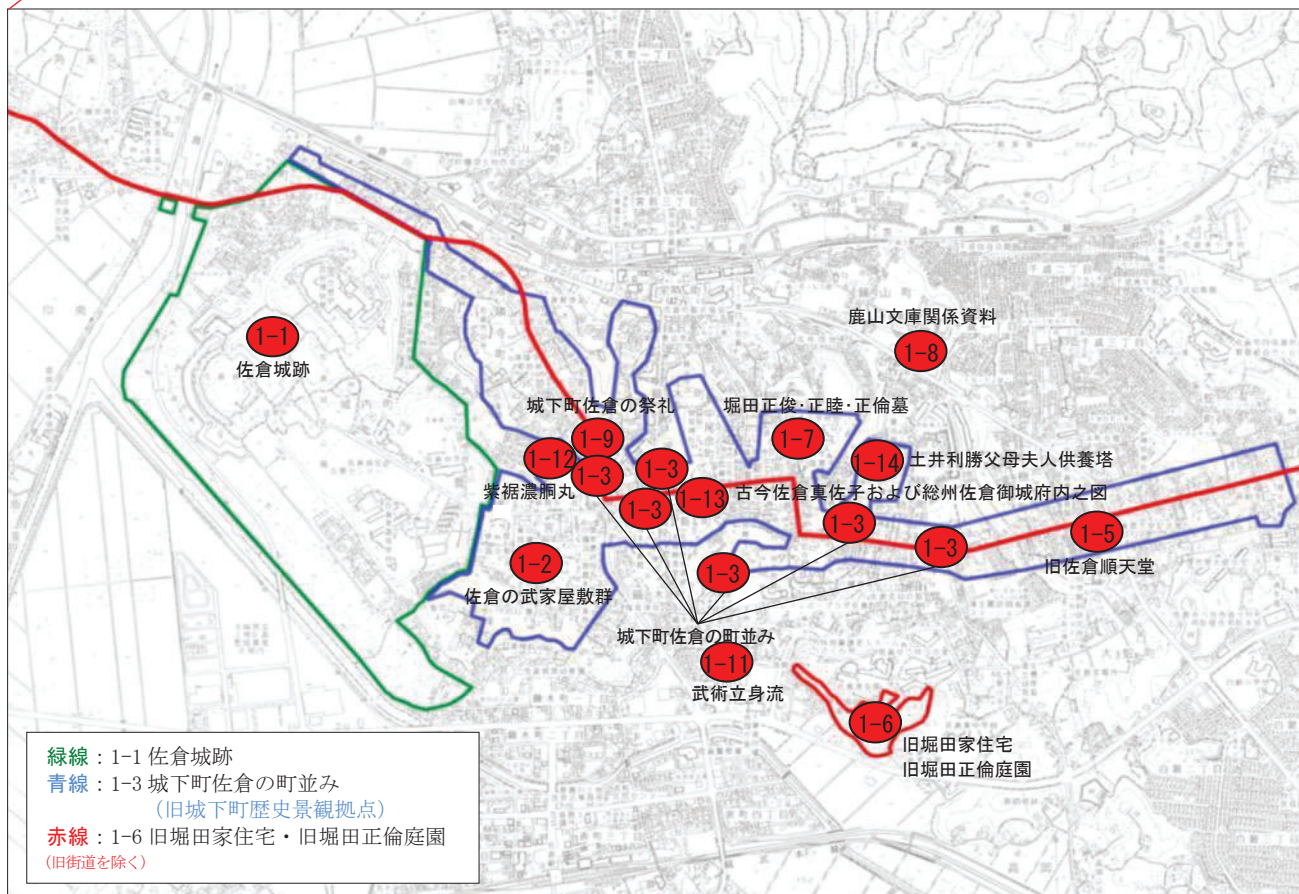 鹿山文庫関係資料
1-8
1-1
佐倉城跡
城下町佐倉の祭礼
堀田正俊・正睦・正倫墓
1-9
1-7
1-12
1-3
1-3
1-14
土井利勝父母夫人供養塔
紫裾濃胴丸
1-3
1-13
古今佐倉真佐子および総州佐倉御城府内之図
1-3
1-3
1-5
旧佐倉順天堂
1-2
佐倉の武家屋敷群
1-3
城下町佐倉の町並み
1-11
武術立身流
1-6
旧堀田家住宅
旧堀田正倫庭園
緑線：1-1 佐倉城跡
青線：1-3 城下町佐倉の町並み
（旧城下町歴史景観拠点）
赤線：1-6 旧堀田家住宅・旧堀田正倫庭園
（旧街道を除く）